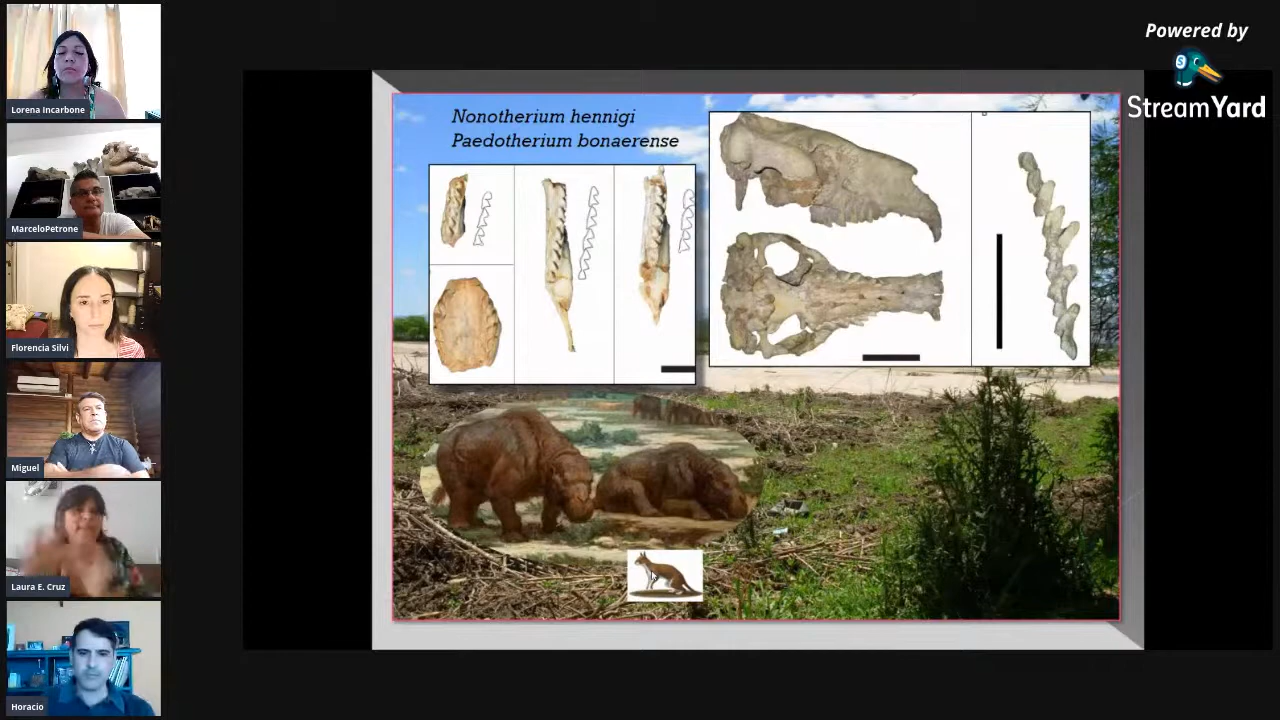 Lorena Incarbone
MarceloPetrone
Florencia Silvi
Miguel
Laura E. Cruz
Horacio
Nonotherium hennigi
Paedotherium bonaerense
Powered by
S
StreamYard